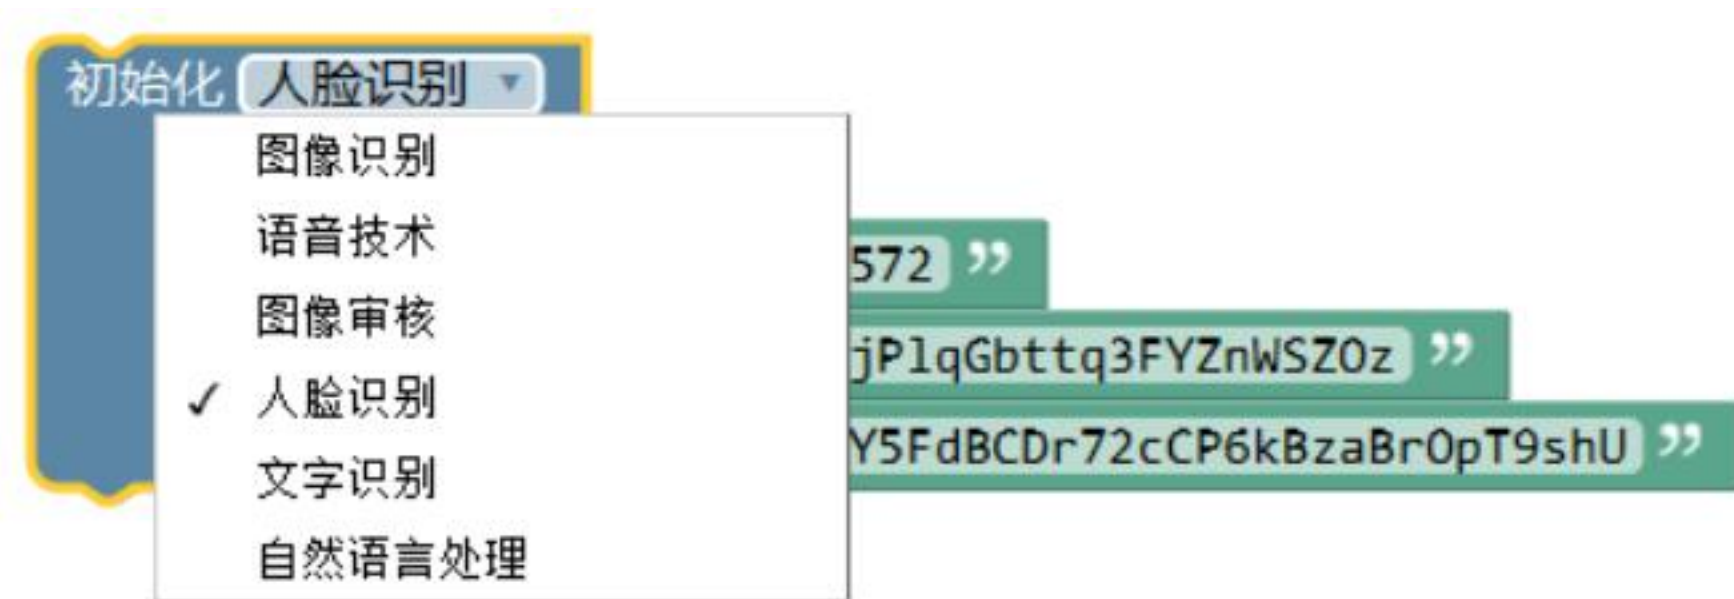 初始化 人脸识别
图像识别
语音技术
572 ”
图像审核
jPlqGbttq3FYZnWSZOz ”
✓ 人脸识别
Y5FdBCDr72cCP6kBzaBrOpT9shU ”
文字识别
自然语言处理